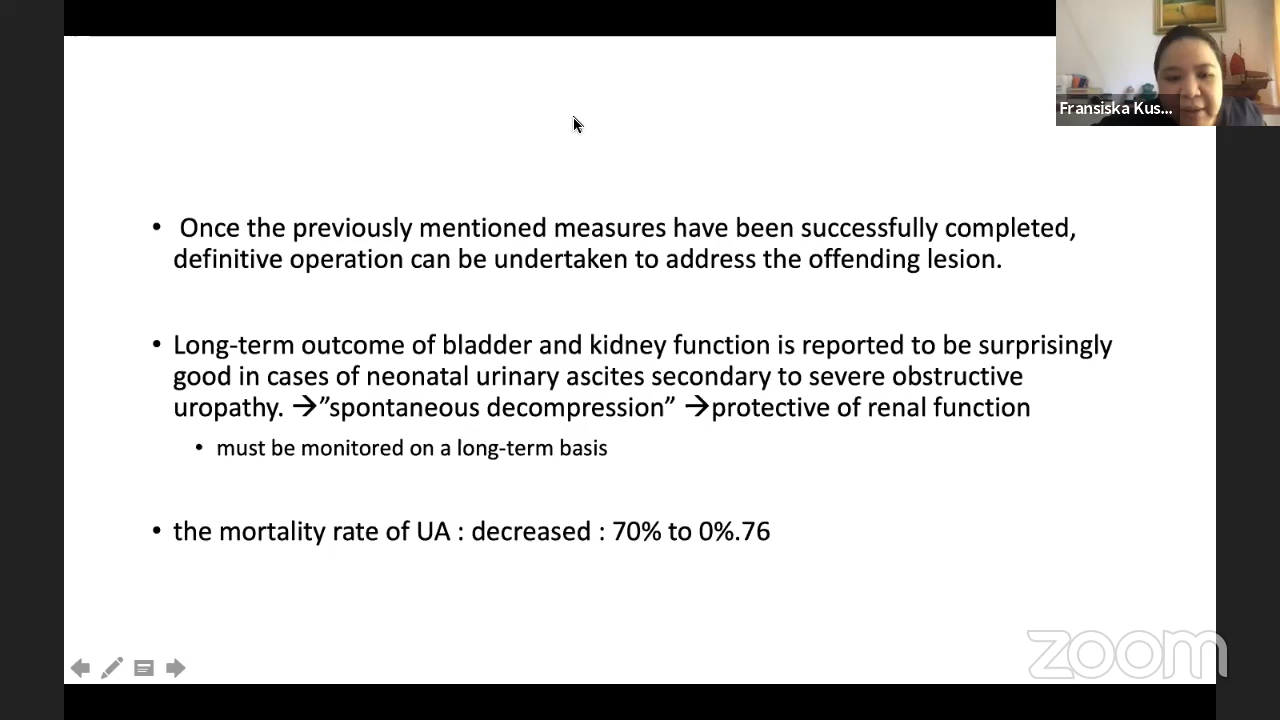 Fransiska Kus...
• Once the previously mentioned measures have been successfully completed,
definitive operation can be undertaken to address the offending lesion.
• Long-term outcome of bladder and kidney function is reported to be surprisingly
good in cases of neonatal urinary ascites secondary to severe obstructive
uropathy. →”spontaneous decompression” →protective of renal function
• must be monitored on a long-term basis
• the mortality rate of UA : decreased : 70% to 0%.76
zoom